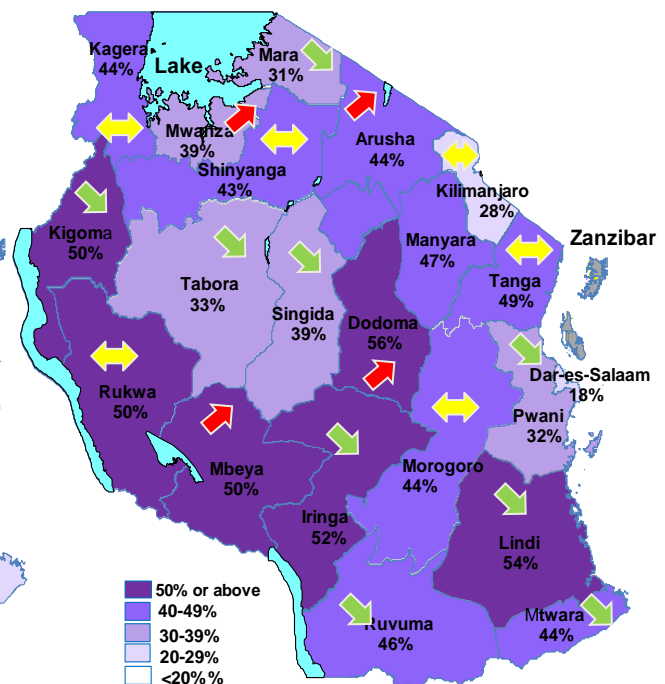 Kagera
44%
Lake
Mara
31%
Mwanza
39%
Arusha
44%
Shinyanga
43%
Kilimanjaro
28%
Kigoma
50%
Manyara
47%
Zanzibar
Tanga
49%
Tabora
33%
Singida
39%
Dodoma
56%
Dar-es-Salaam
18%
Rukwa
50%
Pwani
32%
Mbeya
50%
Morogoro
44%
Iringa
52%
Lindi
54%
Ruvuma
46%
Mtwara
44%
50% or above
40-49%
30-39%
20-29%
<20%%